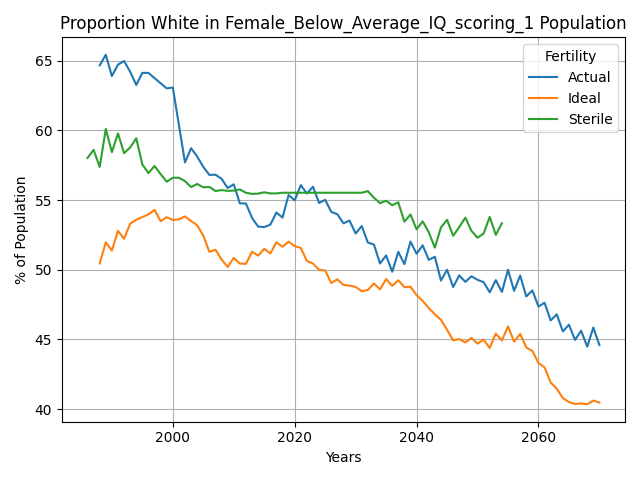 Proportion White in Female_Below_Average_IQ_scoring_1 Population
Fertility
Actual
Ideal
Sterile
% of Population
65
60
55
50
45
40
2000
2020
2040
2060
Years